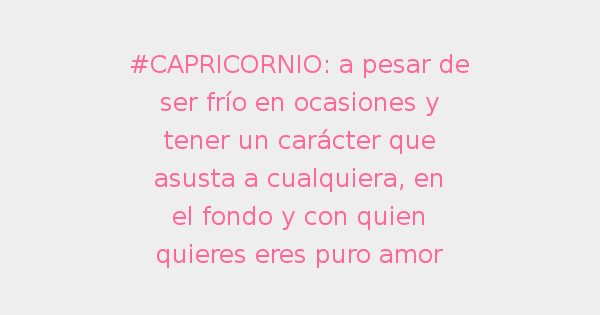 #CAPRICORNIO: a pesar de
ser frío en ocasiones y
tener un carácter que
asusta a cualquiera, en
el fondo y con quien
quieres eres puro amor